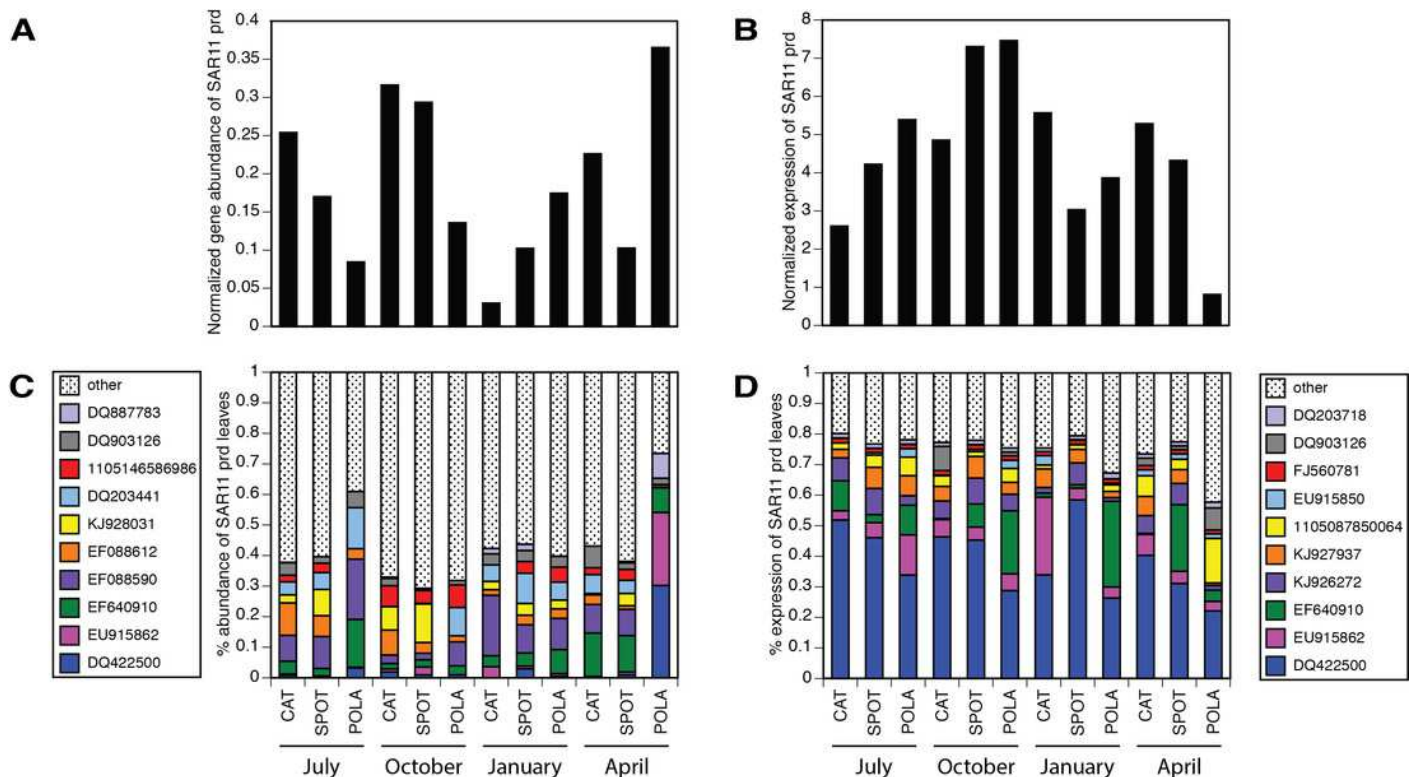 A
Normalized gene abundance of SAR11 prd
0.4
0.35
0.3
0.25
0.2
0.15
0.1
0.05
0
B
Normalized expression of SAR11 prd
8
7
6
5
4
3
2
1
0
C
other
DQ887783
DQ903126
1105146586986
DQ203441
KJ928031
EF088612
EF088590
EF640910
EU915862
DQ422500
% abundance of SAR11 prd leaves
1
0.9
0.8
0.7
0.6
0.5
0.4
0.3
0.2
0.1
0
CAT
SPOT
POLA
CAT
SPOT
POLA
CAT
SPOT
POLA
CAT
SPOT
POLA
July
October
January
April
D
% expression of SAR11 prd leaves
1
0.9
0.8
0.7
0.6
0.5
0.4
0.3
0.2
0.1
0
CAT
SPOT
POLA
CAT
SPOT
POLA
CAT
SPOT
POLA
CAT
SPOT
POLA
July
October
January
April
other
DQ203718
DQ903126
FJ560781
EU915850
1105087850064
KJ927937
KJ926272
EF640910
EU915862
DQ422500